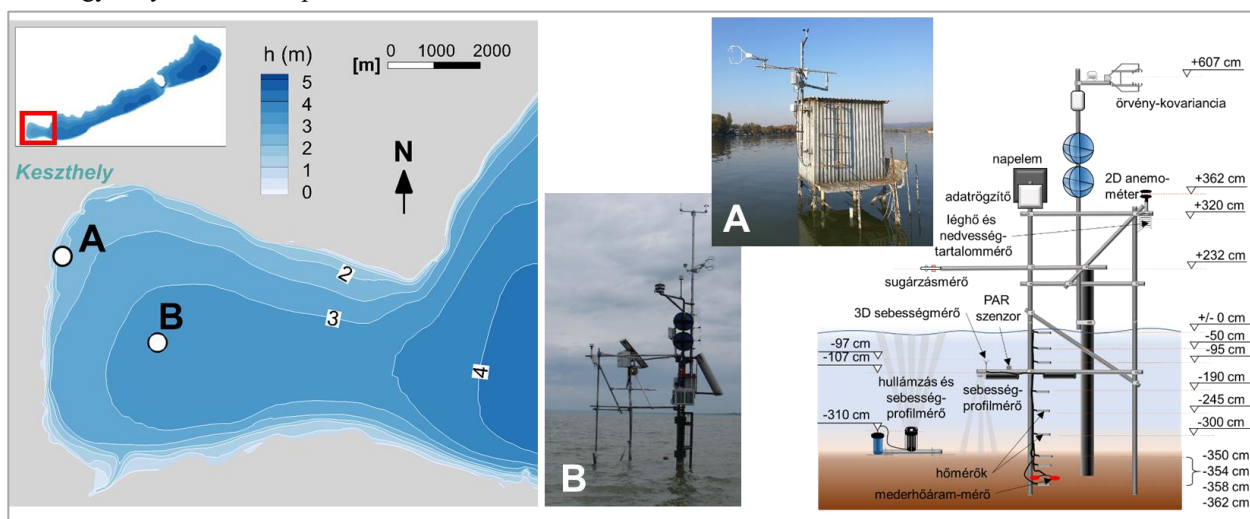 h (m)
5
4
3
2
1
0
[m]
0 1000 2000
N
Keszthely
A
B
2
3
4
A
B
+607 cm
örvény-kovariancia
napelem
adatrögzítő
2D anemo-
méter
+362 cm
+320 cm
léghő és
nedvesség-
tartalommérő
+232 cm
sugárzásmérő
3D sebességmérő
PAR
szenzor
+/- 0 cm
-50 cm
-95 cm
-97 cm
-107 cm
-190 cm
hullámzás és
sebesség-
profilmérő
sebesség-
profilmérő
-245 cm
-300 cm
-310 cm
hőmérők
mederhőáram-mérő
-350 cm
-354 cm
-358 cm
-362 cm